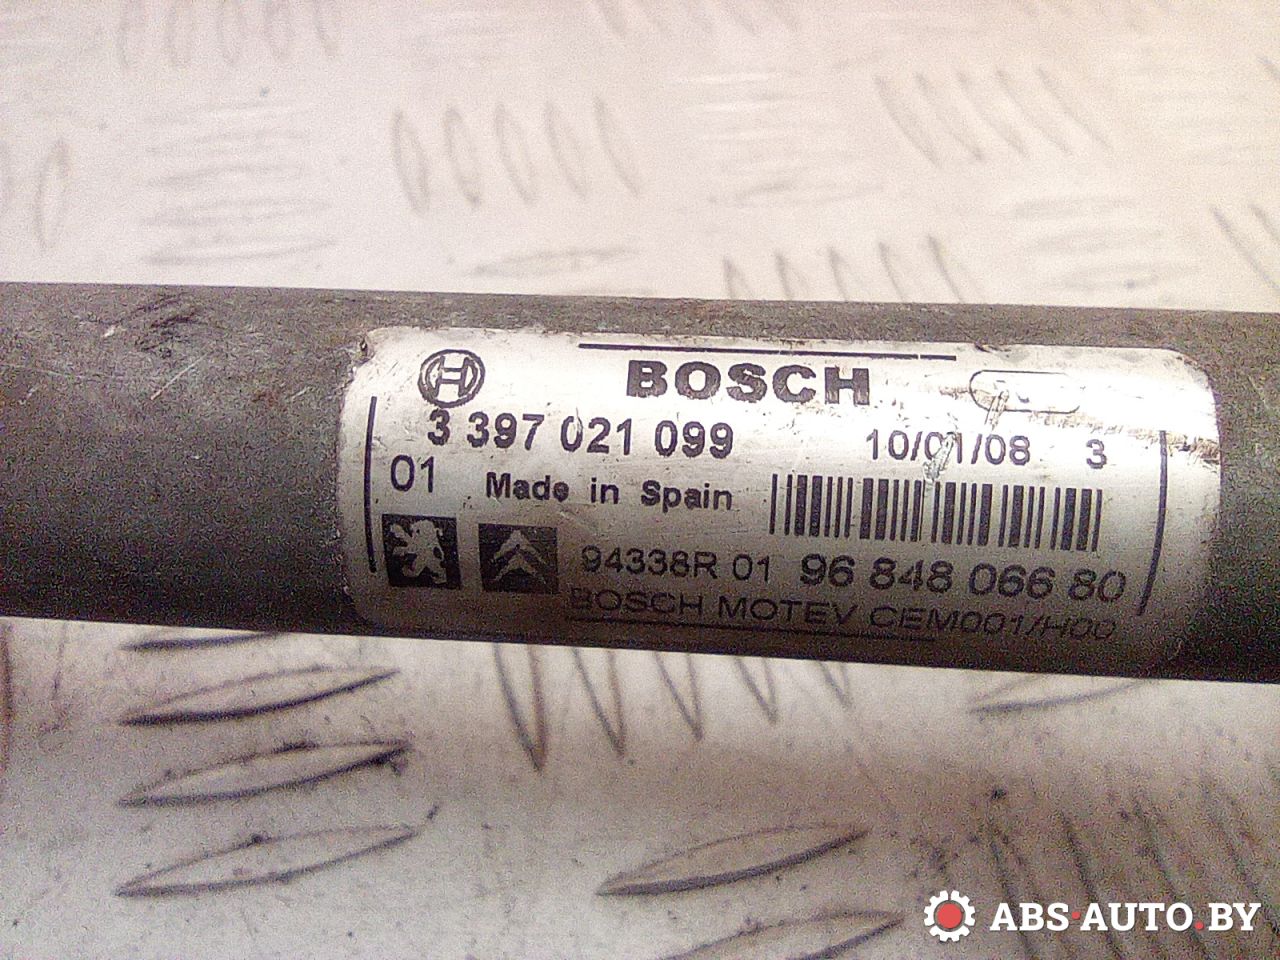 BOSCH
3 397 021 099 10/01/08 3
01 Made in Spain
94338R 01 96 848 066 80
BOSCH MOTEV CEM001/H00
ABS·AUTO.BY